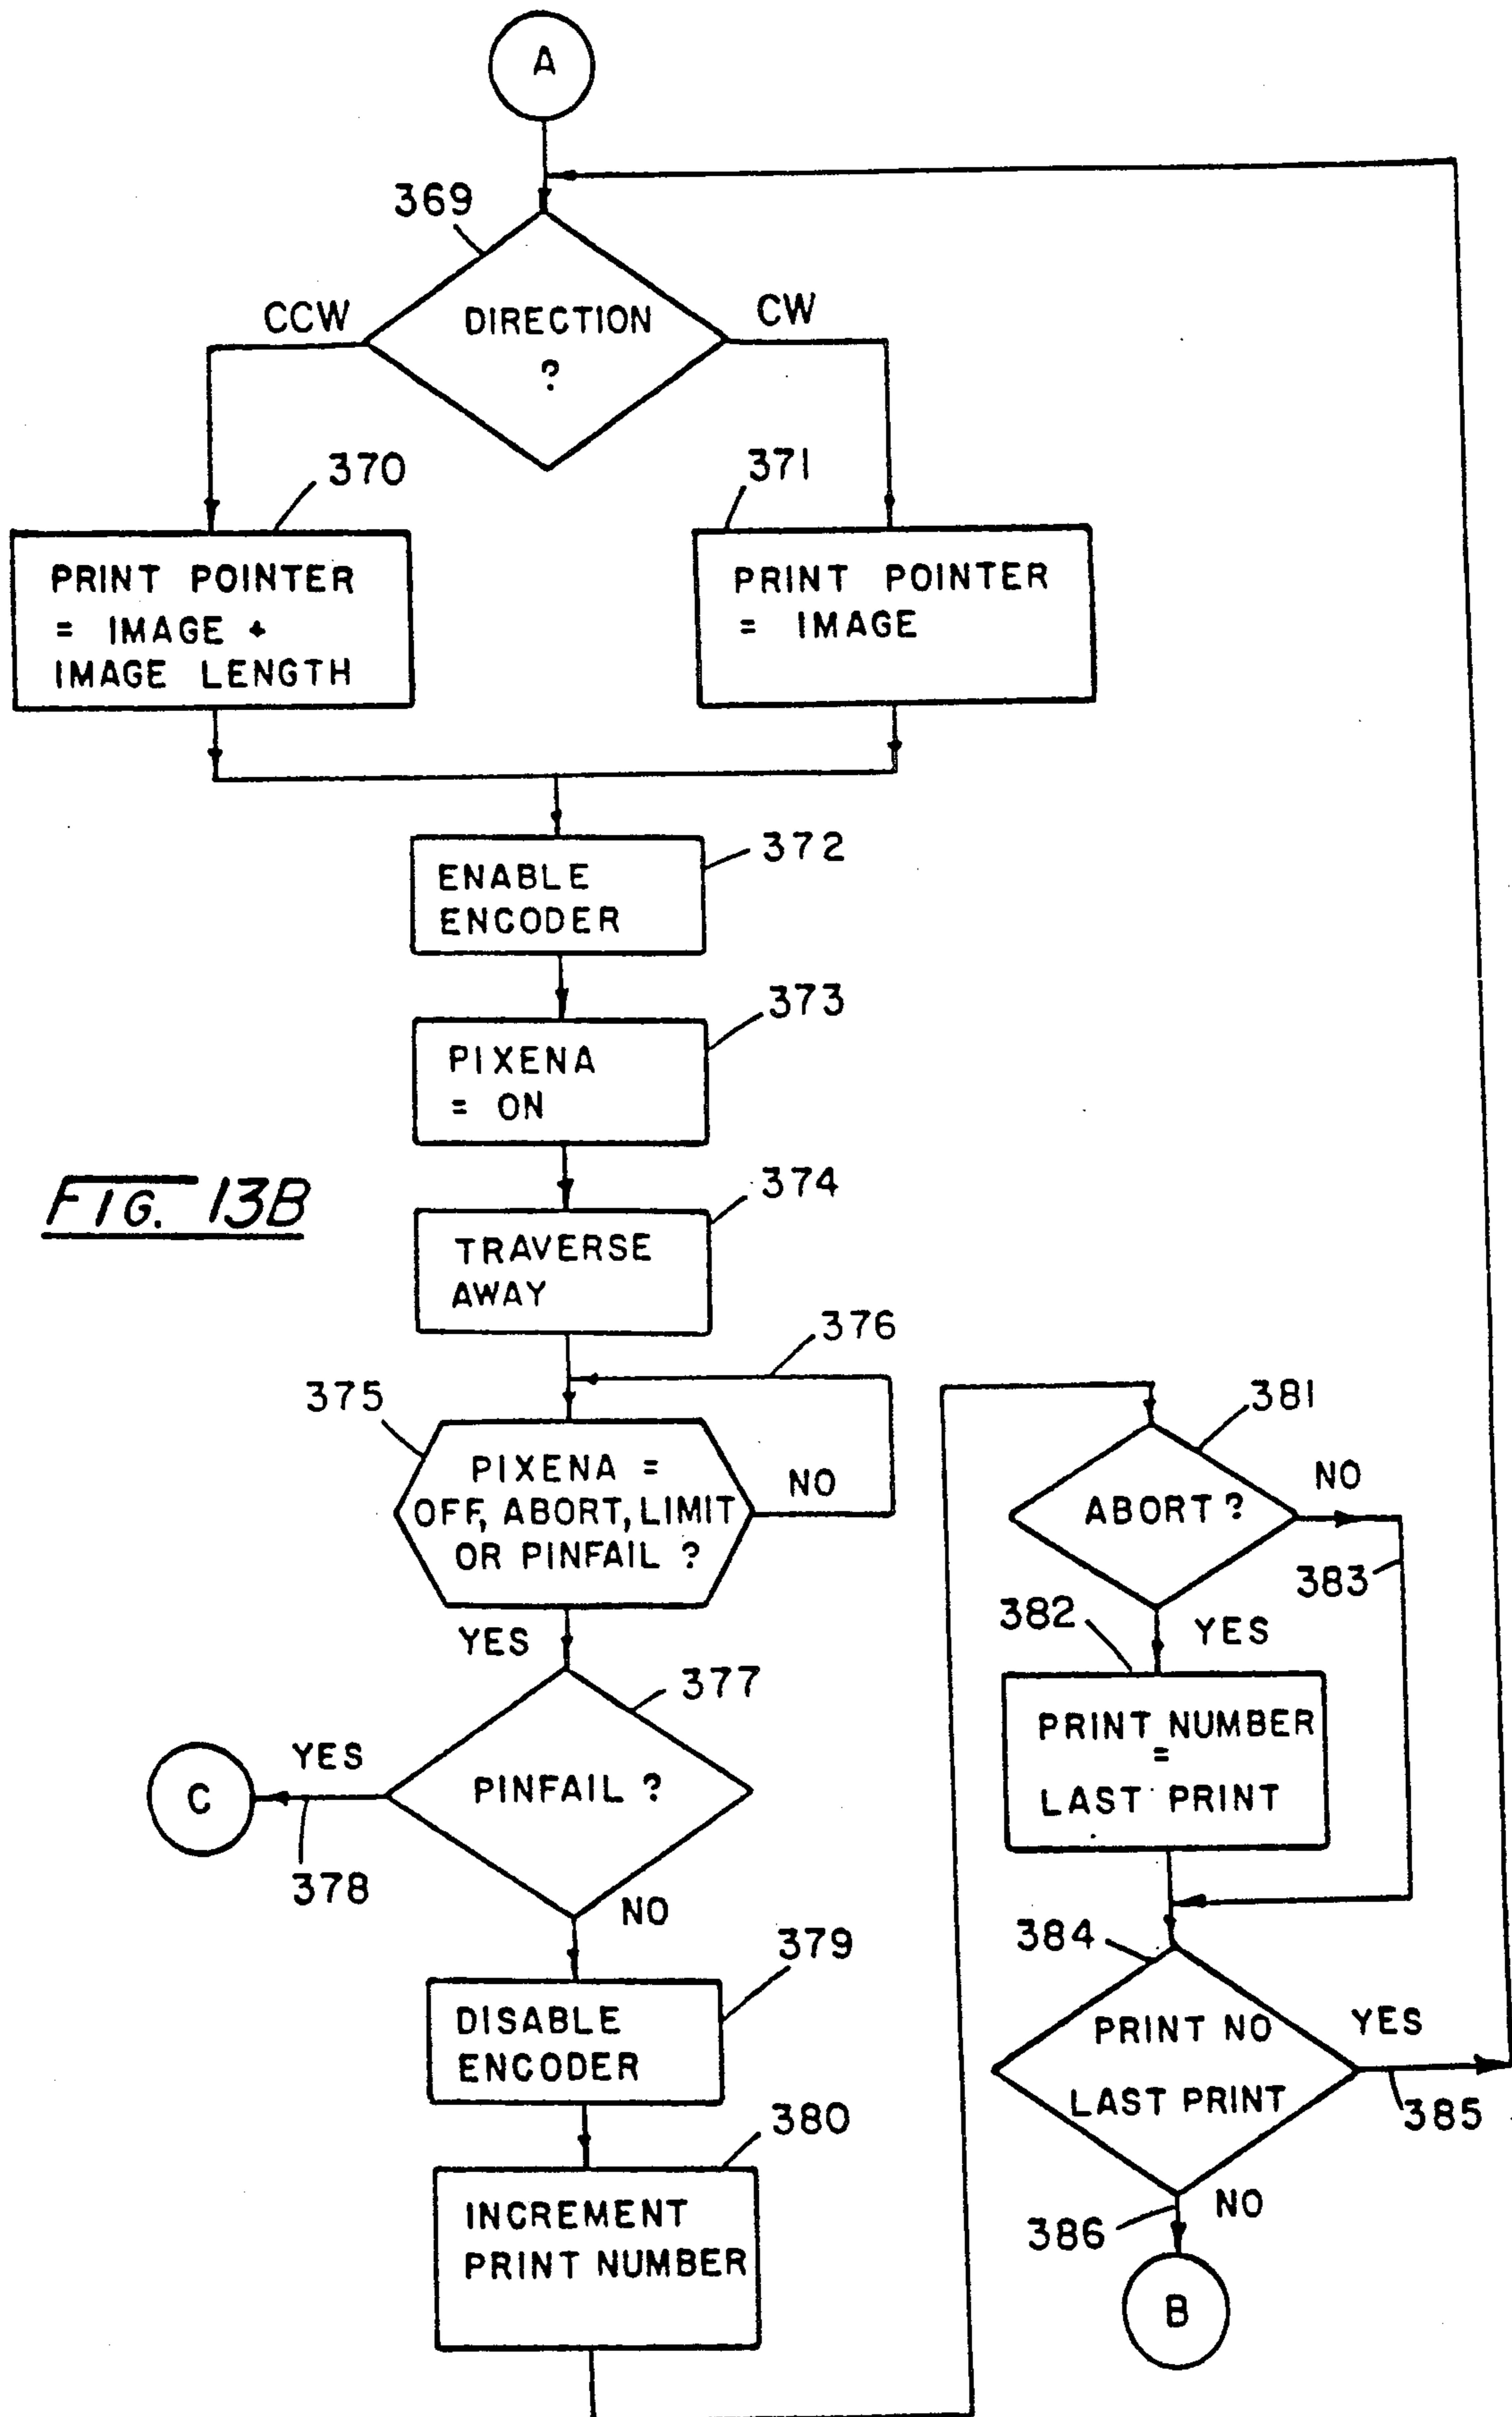 A
369
CCW
DIRECTION
?
CW
370
371
PRINT POINTER
= IMAGE +
IMAGE LENGTH
PRINT POINTER
= IMAGE
372
ENABLE
ENCODER
373
PIXENA
= ON
FIG. 13B
374
TRAVERSE
AWAY
376
375
PIXENA =
OFF, ABORT, LIMIT
OR PINFAIL ?
NO
YES
377
PINFAIL ?
YES
C
378
NO
379
DISABLE
ENCODER
380
INCREMENT
PRINT NUMBER
381
ABORT ?
NO
383
382
YES
PRINT NUMBER
=
LAST PRINT
384
PRINT NO
LAST PRINT
YES
385
386
NO
B